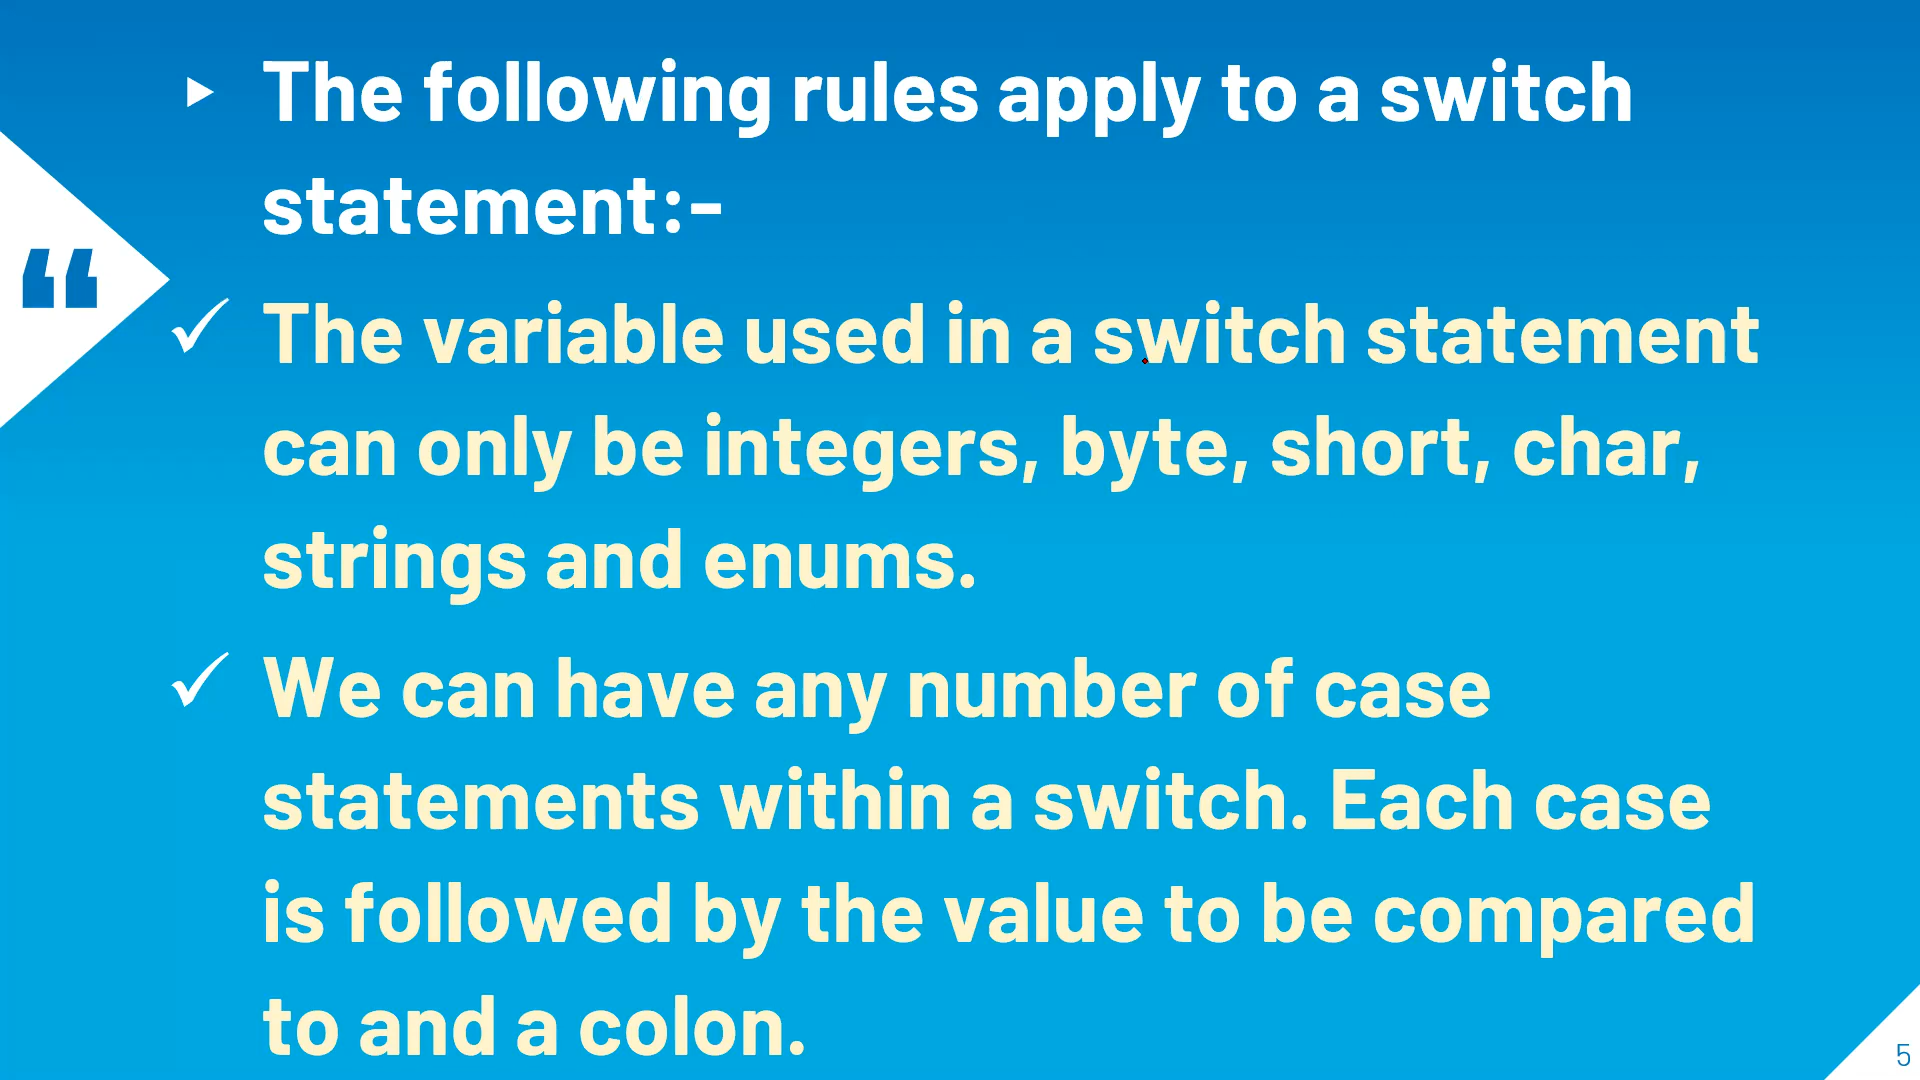 ► The following rules apply to a switch
statement:-
“
✓ The variable used in a switch statement
can only be integers, byte, short, char,
strings and enums.
✓ We can have any number of case
statements within a switch. Each case
is followed by the value to be compared
to and a colon.
5